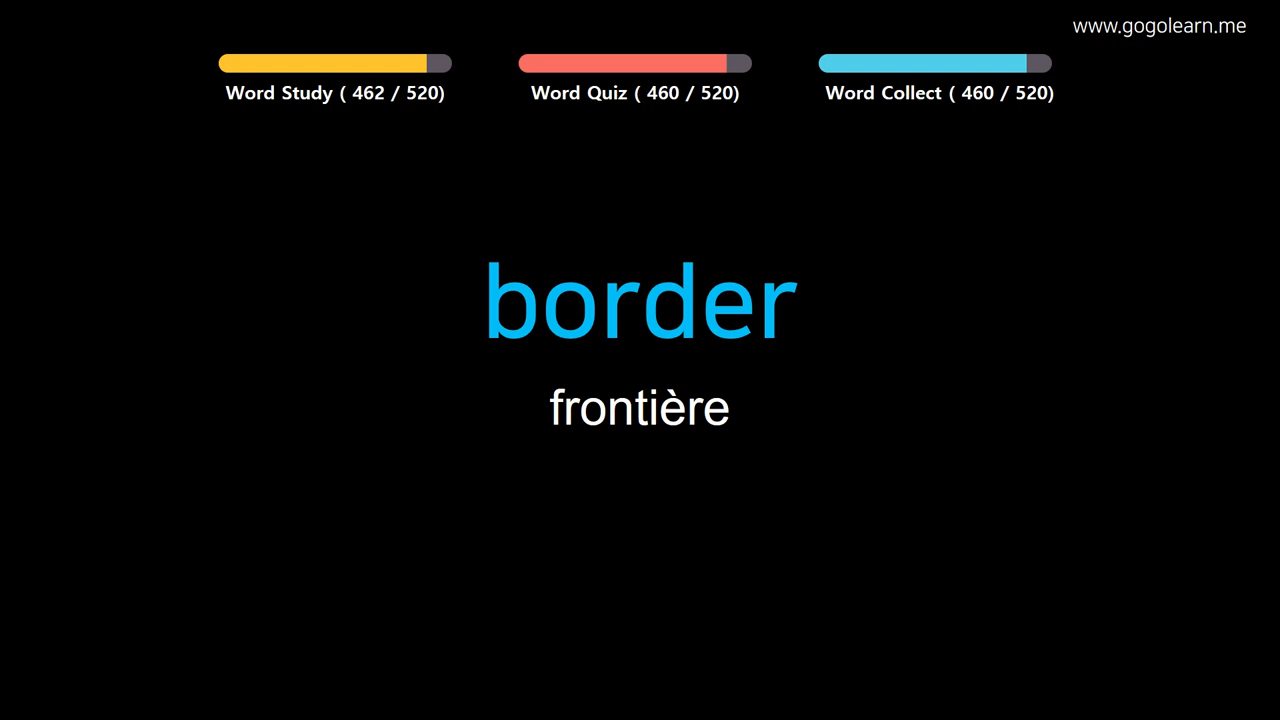 www.gogolearn.me
Word Study ( 462 / 520)
Word Quiz ( 460 / 520)
Word Collect ( 460 / 520)
border
frontière